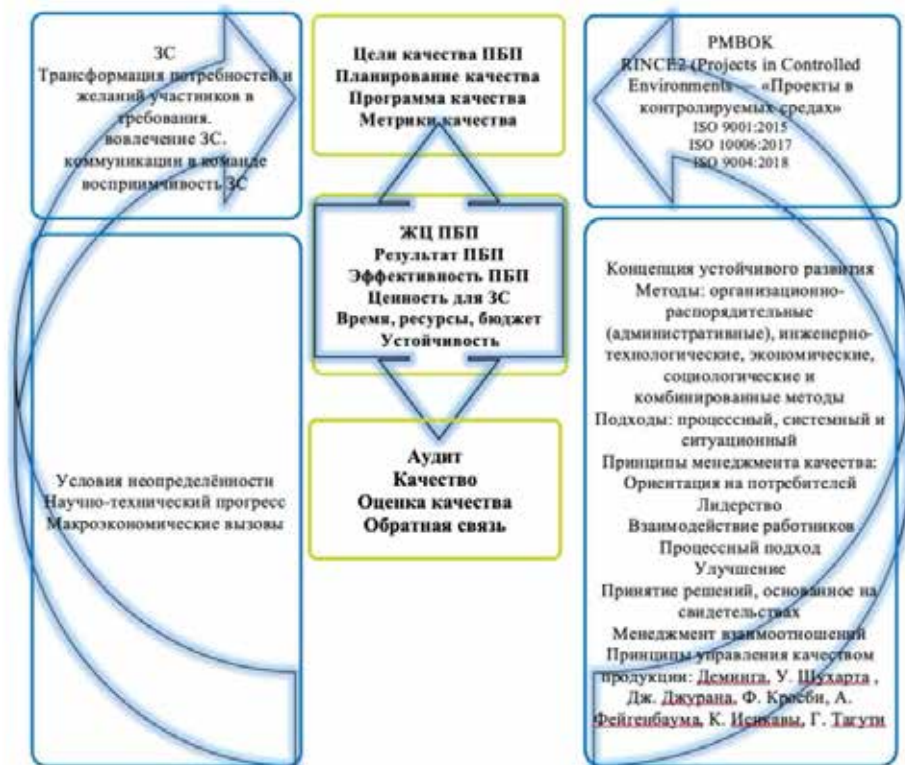 ЗС
Трансформация потребностей и
желаний участников в
требования.
вовлечение ЗС.
коммуникации в команде
восприимчивость ЗС
Условия неопределённости
Научно-технический прогресс
Макроэкономические вызовы
Цели качества ПБП
Планирование качества
Программа качества
Метрики качества
ЖЦ ПБП
Результат ПБП
Эффективность ПБП
Ценность для ЗС
Время, ресурсы, бюджет
Устойчивость
Аудит
Качество
Оценка качества
Обратная связь
PMBOK
RINCE2 (Projects in Controlled
Environments — «Проекты в
контролируемых средах»
ISO 9001:2015
ISO 10006:2017
ISO 9004:2018
Концепция устойчивого развития
Методы: организационно-
распорядительные
(административные), инженерно-
технологические, экономические,
социологические и
комбинированные методы
Подходы: процессный, системный и
ситуационный
Принципы менеджмента качества:
Ориентация на потребителей
Лидерство
Взаимодействие работников
Процессный подход
Улучшение
Принятие решений, основанное на
свидетельствах
Менеджмент взаимоотношений
Принципы управления качеством
продукции: Деминга, У. Шухарта ,
Дж. Джурана, Ф. Кросби, А.
Фейгенбаума, К. Исикавы, Г. Тагути